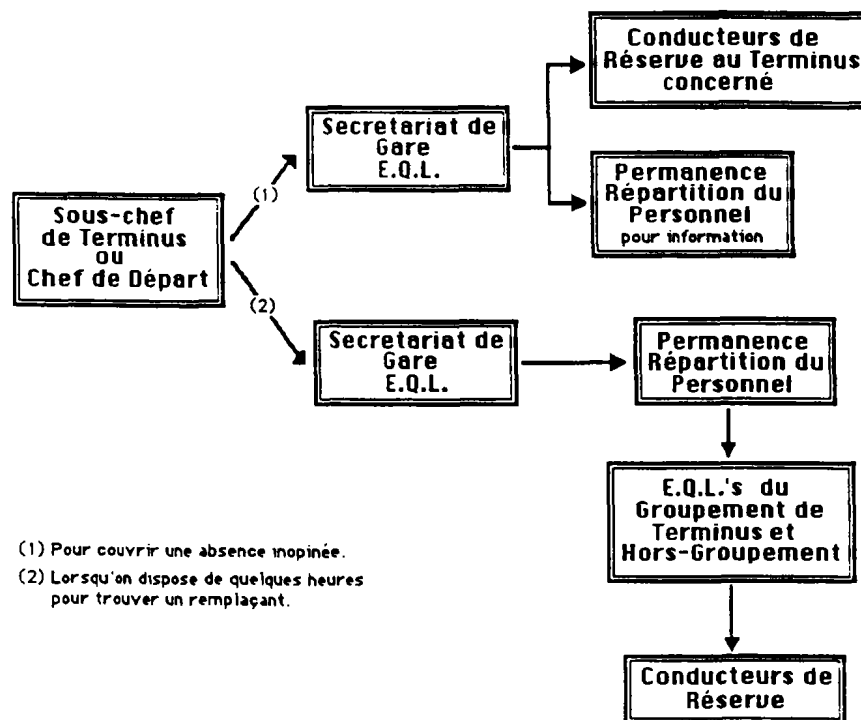 Conducteurs de
Réserve au Terminus
concerné
Secretariat de
Gare
E.Q.L.
(1)
Permanence
Répartition du
Personnel
pour information
Sous-chef
de Terminus
ou
Chef de Départ
(2)
Secretariat de
Gare
E.Q.L.
Permanence
Répartition du
Personnel
E.Q.L.'s du
Groupement de
Terminus et
Hors-Groupement
(1) Pour couvrir une absence inopinée.
(2) Lorsqu'on dispose de quelques heures
pour trouver un remplaçant.
Conducteurs de
Réserve